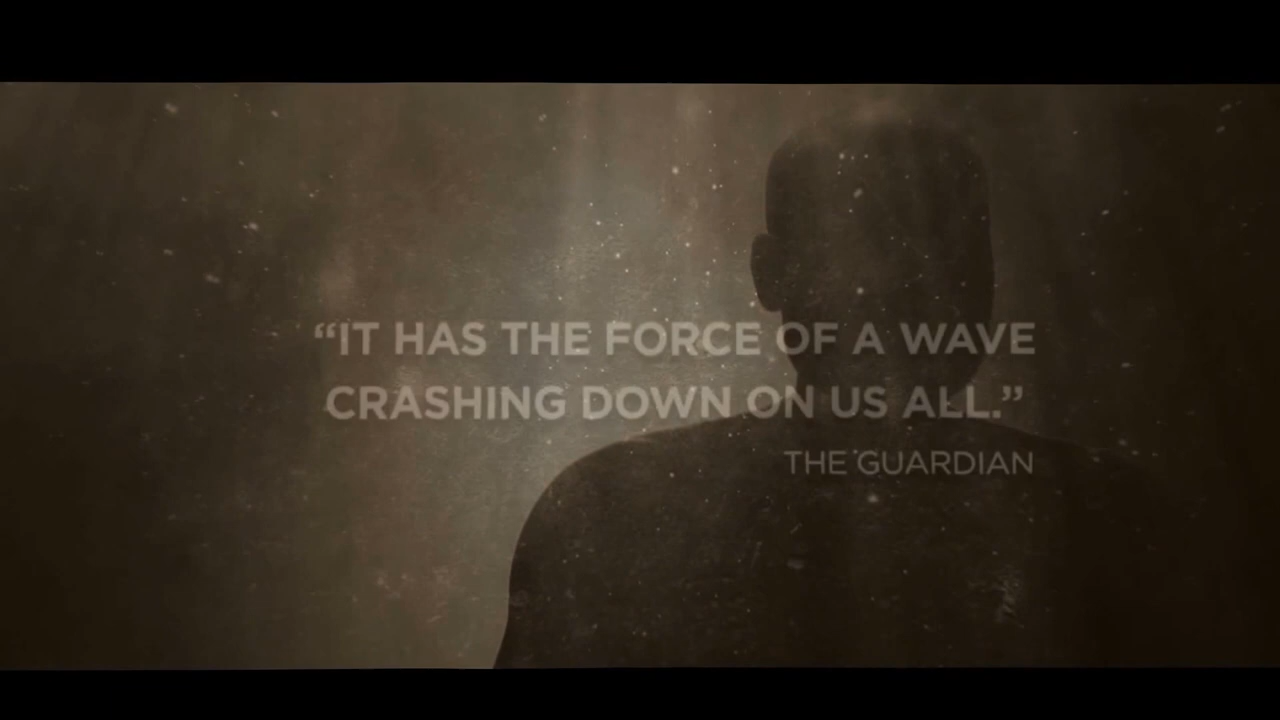 “IT HAS THE FORCE OF A WAVE
CRASHING DOWN ON US ALL.”
THE GUARDIAN